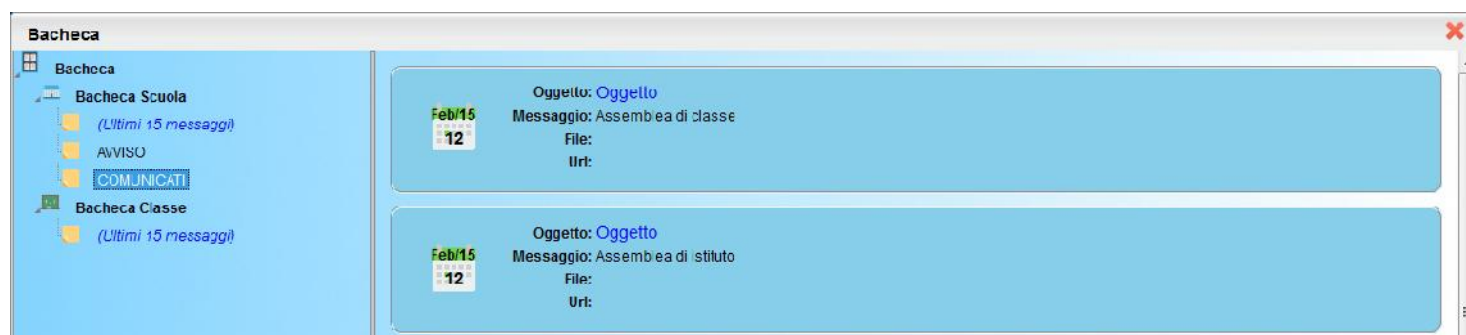 Bacheca
Bacheca
Bacheca Scuola
(Ultimi 15 messaggi)
AVVISO
COMUNICATI
Bacheca Classe
(Ultimi 15 messaggi)
Feb/15
12
Oggetto: Oggetto
Messaggio: Assemblea di classe
File:
Url:
Feb/15
12
Oggetto: Oggetto
Messaggio: Assemblea di Istituto
File:
Url: